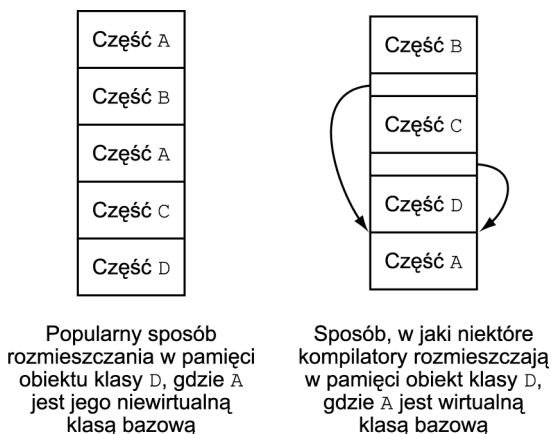 Część A
Część B
Część A
Część C
Część D
Popularny sposób
rozmieszczania w pamięci
obiektu klasy D, gdzie A
jest jego niewirtualną
klasą bazową
Część B
Część C
Część D
Część A
Sposób, w jaki niektóre
kompilatory rozmieszczają
w pamięci obiekt klasy D,
gdzie A jest wirtualną
klasą bazową